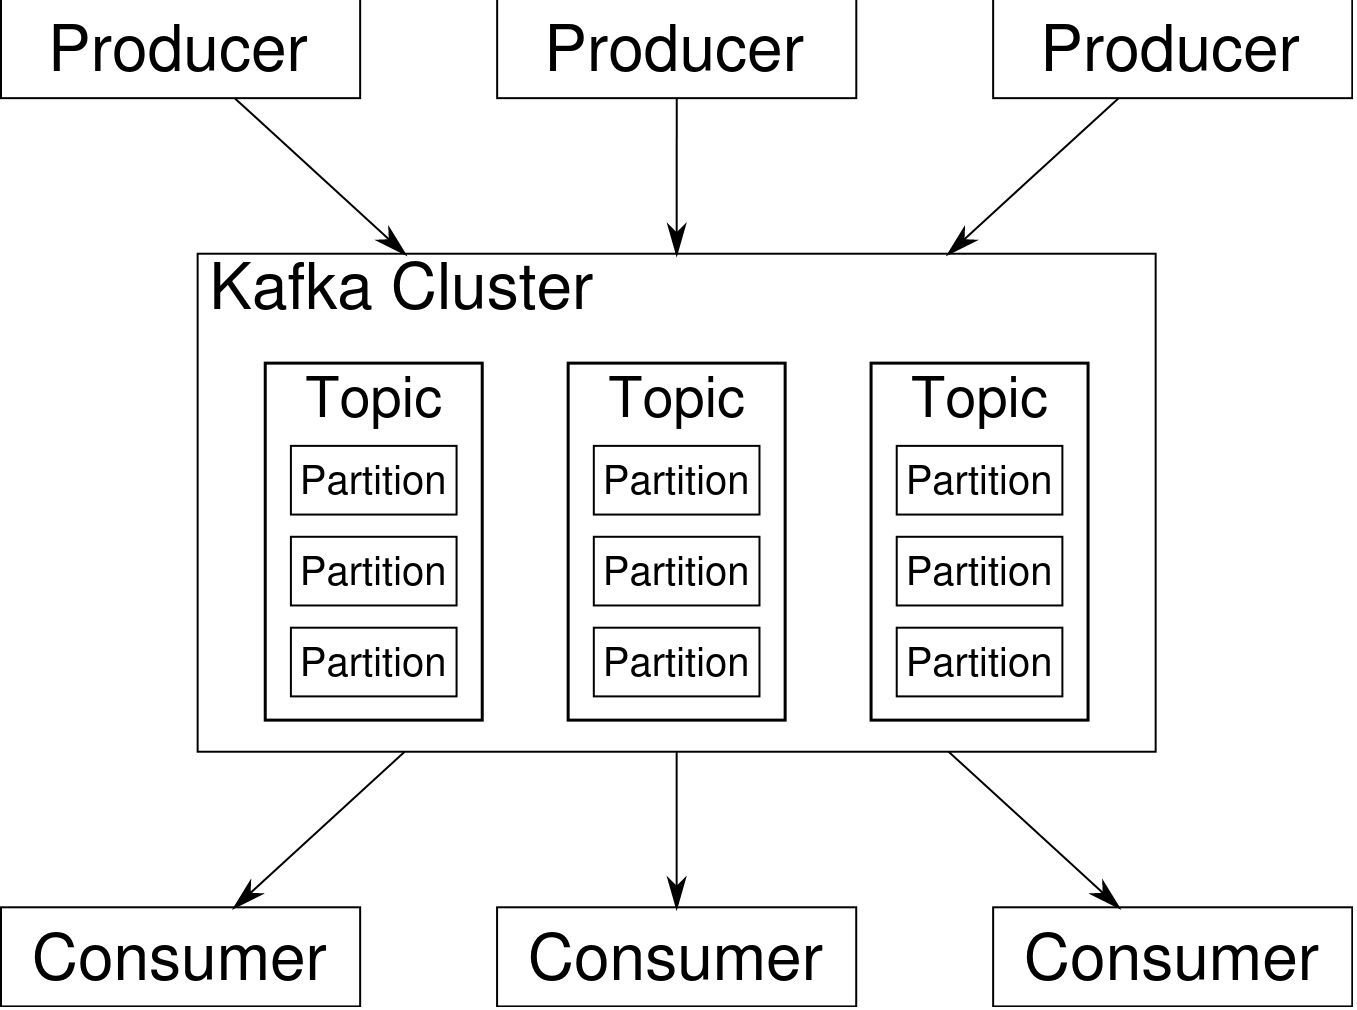 Producer Producer Producer
Kafka Cluster
Topic Topic Topic
Partition Partition Partition
Partition Partition Partition
Partition Partition Partition
Consumer Consumer Consumer